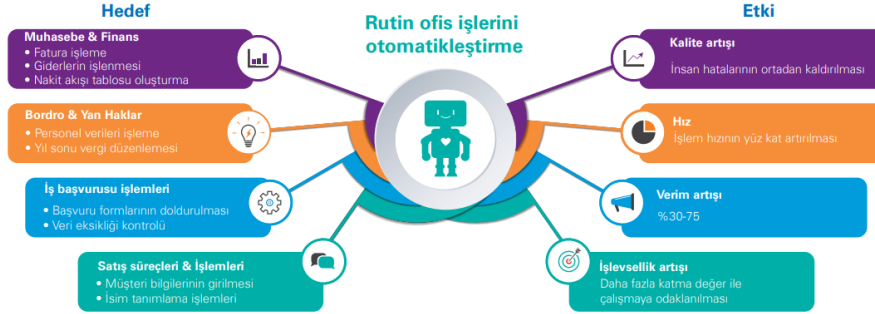 Hedef
Rutin ofis işlerini
otomatikleştirme
Etki
Muhasebe & Finans
• Fatura işleme
• Giderlerin işlenmesi
• Nakit akışı tablosu oluşturma
Bordro & Yan Haklar
• Personel verileri işleme
• Yıl sonu vergi düzenlemesi
İş başvurusu işlemleri
• Başvuru formlarının doldurulması
• Veri eksikliği kontrolü
Satış süreçleri & İşlemleri
• Müşteri bilgilerinin girilmesi
• İsim tanımlama işlemleri
Kalite artışı
İnsan hatalarının ortadan kaldırılması
Hız
İşlem hızının yüz kat artırılması
Verim artışı
%30-75
İşlevsellik artışı
Daha fazla katma değer ile
çalışmaya odaklanılması